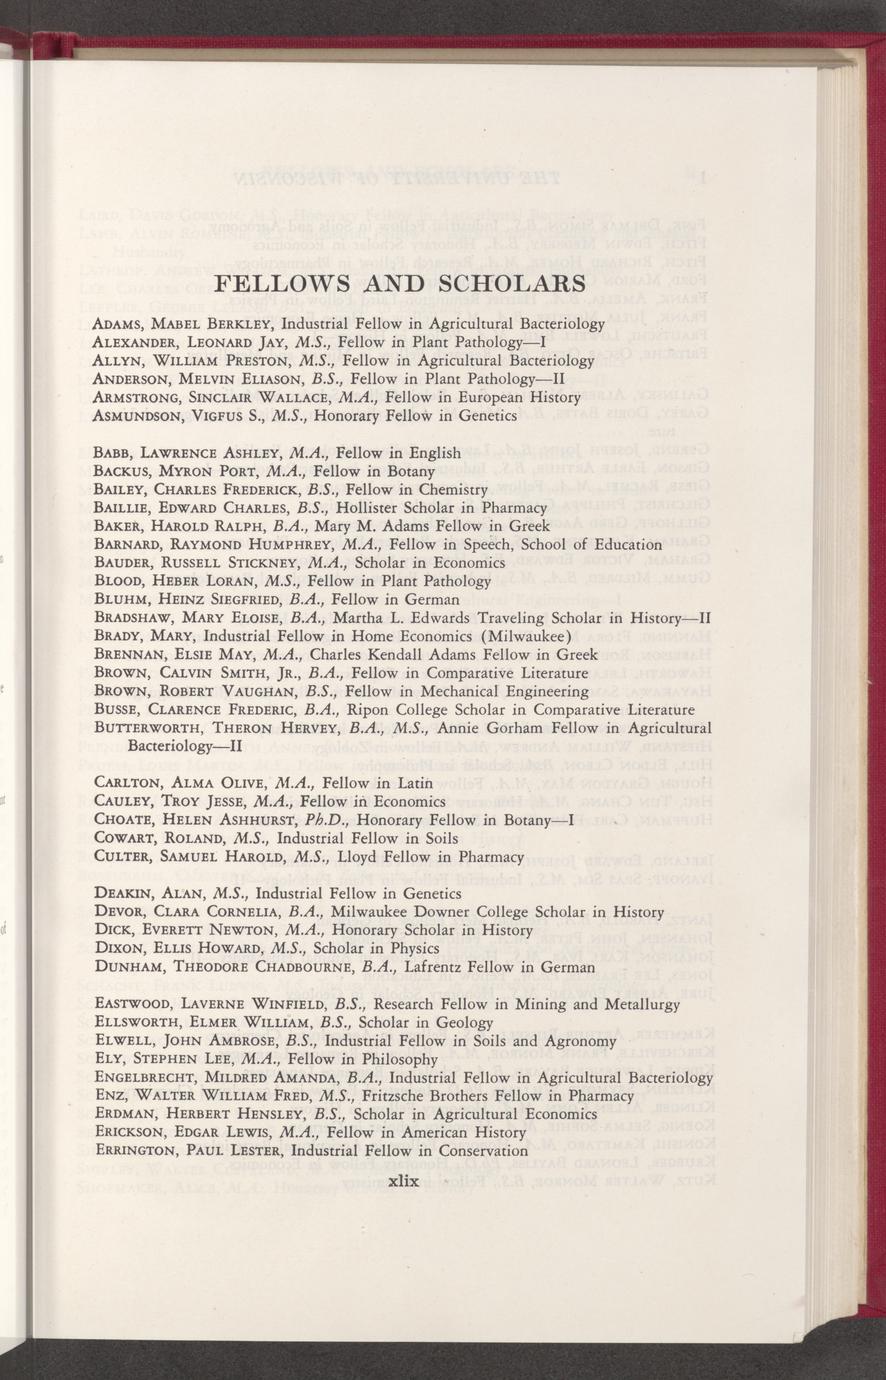 FELLOWS AND SCHOLARS
ADAMS, MABEL BERKLEY, Industrial Fellow in Agricultural Bacteriology
ALEXANDER, LEONARD JAY, M.S., Fellow in Plant Pathology—I
ALLYN, WILLIAM PRESTON, M.S., Fellow in Agricultural Bacteriology
ANDERSON, MELVIN ELIASON, B.S., Fellow in Plant Pathology—II
ARMSTRONG, SINCLAIR WALLACE, M.A., Fellow in European History
ASMUNDSON, VIGFUS S., M.S., Honorary Fellow in Genetics
BABB, LAWRENCE ASHLEY, M.A., Fellow in English
BACKUS, MYRON PORT, M.A., Fellow in Botany
BAILEY, CHARLES FREDERICK, B.S., Fellow in Chemistry
BAILLIE, EDWARD CHARLES, B.S., Hollister Scholar in Pharmacy
BAKER, HAROLD RALPH, B.A., Mary M. Adams Fellow in Greek
BARNARD, RAYMOND HUMPHREY, M.A., Fellow in Speech, School of Education
BAUDER, RUSSELL STICKNEY, M.A., Scholar in Economics
BLOOD, HEBER LORAN, M.S., Fellow in Plant Pathology
BLUHM, HEINZ SIEGFRIED, B.A., Fellow in German
BRADSHAW, MARY ELOISE, B.A., Martha L. Edwards Traveling Scholar in History—II
BRADY, MARY, Industrial Fellow in Home Economics (Milwaukee)
BRENNAN, ELSIE MAY, M.A., Charles Kendall Adams Fellow in Greek
BROWN, CALVIN SMITH, JR., B.A., Fellow in Comparative Literature
BROWN, ROBERT VAUGHAN, B.S., Fellow in Mechanical Engineering
BUSSE, CLARENCE FREDERIC, B.A., Ripon College Scholar in Comparative Literature
BUTTERWORTH, THERON HERVEY, B.A., M.S., Annie Gorham Fellow in Agricultural
Bacteriology—II
CARLTON, ALMA OLIVE, M.A., Fellow in Latin
CAULEY, TROY JESSE, M.A., Fellow in Economics
CHOATE, HELEN ASHHURST, Ph.D., Honorary Fellow in Botany—I
COWART, ROLAND, M.S., Industrial Fellow in Soils
CULTER, SAMUEL HAROLD, M.S., Lloyd Fellow in Pharmacy
DEAKIN, ALAN, M.S., Industrial Fellow in Genetics
DEVOR, CLARA CORNELIA, B.A., Milwaukee Downer College Scholar in History
DICK, EVERETT NEWTON, M.A., Honorary Scholar in History
DIXON, ELLIS HOWARD, M.S., Scholar in Physics
DUNHAM, THEODORE CHADBOURNE, B.A., Lafrentz Fellow in German
EASTWOOD, LAVERNE WINFIELD, B.S., Research Fellow in Mining and Metallurgy
ELLSWORTH, ELMER WILLIAM, B.S., Scholar in Geology
ELWELL, JOHN AMBROSE, B.S., Industrial Fellow in Soils and Agronomy
ELY, STEPHEN LEE, M.A., Fellow in Philosophy
ENGELBRECHT, MILDRED AMANDA, B.A., Industrial Fellow in Agricultural Bacteriology
ENZ, WALTER WILLIAM FRED, M.S., Fritzsche Brothers Fellow in Pharmacy
ERDMAN, HERBERT HENSLEY, B.S., Scholar in Agricultural Economics
ERICKSON, EDGAR LEWIS, M.A., Fellow in American History
ERRINGTON, PAUL LESTER, Industrial Fellow in Conservation
xlix